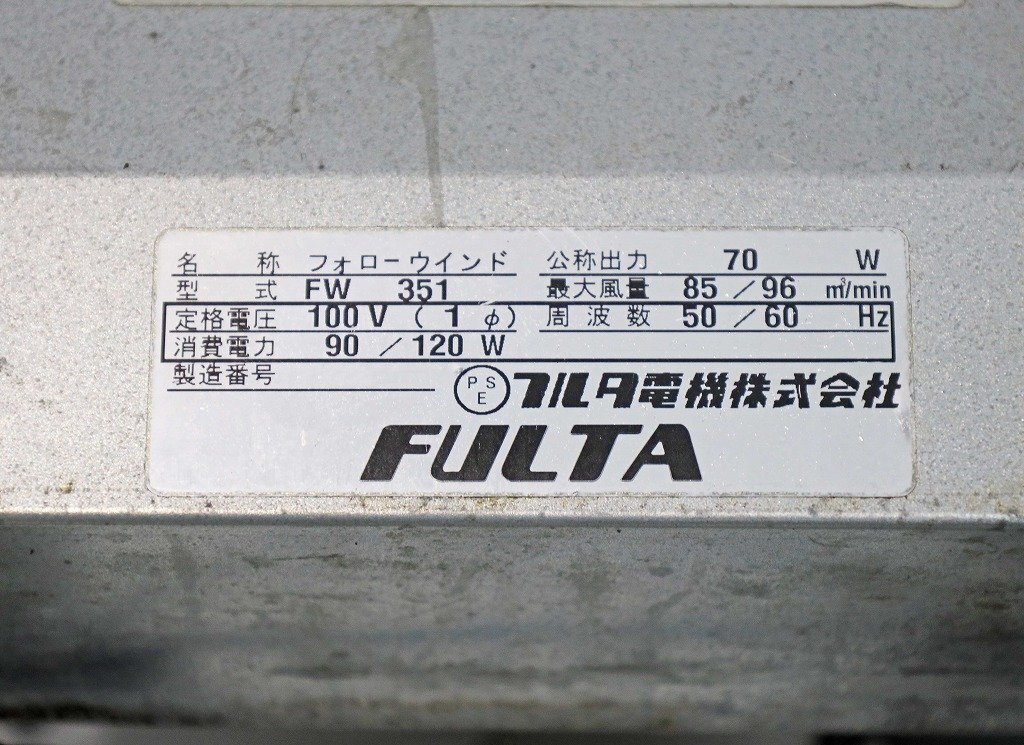 名称 フォローウインド 公称出力 70 W
型式 FW 351 最大風量 85/96 m³/min
定格電圧 100V (1φ) 周波数 50/60 Hz
消費電力 90/120 W
製造番号
PSE フルタ電機株式会社
FULTA